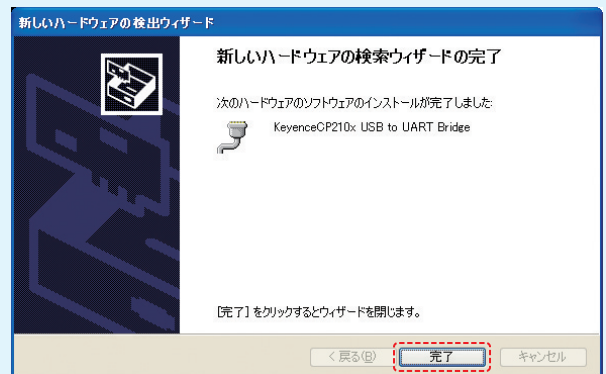 新しいハードウェアの検出ウィザード
新しいハードウェアの検索ウィザードの完了
次のハードウェアのソフトウェアのインストールが完了しました:
KeyenceCP210x USB to UART Bridge
[完了] をクリックするとウィザードを閉じます。
< 戻る(B)
完了
キャンセル